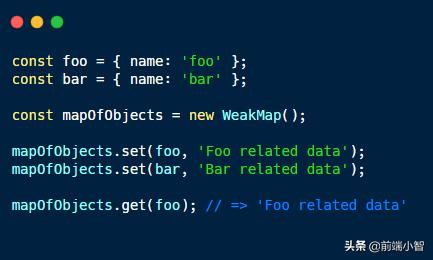 const foo = { name: 'foo' };
const bar = { name: 'bar' };
const mapOfObjects = new WeakMap();
mapOfObjects.set(foo, 'Foo related data');
mapOfObjects.set(bar, 'Bar related data');
mapOfObjects.get(foo); // => 'Foo related data'
头条 @前端小智